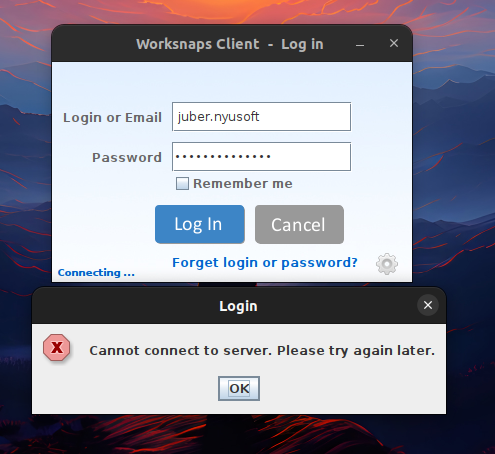 Worksnaps Client - Log in
Login or Email
juber.nyusoft
Password
••••••••••••••
Remember me
Log In
Cancel
Forget login or password?
Connecting ...
Login
X
Cannot connect to server. Please try again later.
OK